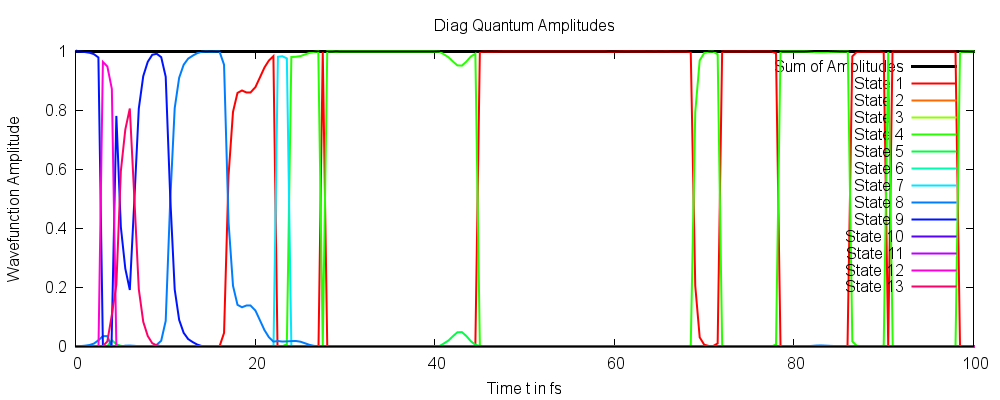 Diag Quantum Amplitudes
Wavefunction Amplitude
1
0.8
0.6
0.4
0.2
0
0 20 40 60 80 100
Time t in fs
Sum of Amplitudes
State 1
State 2
State 3
State 4
State 5
State 6
State 7
State 8
State 9
State 10
State 11
State 12
State 13